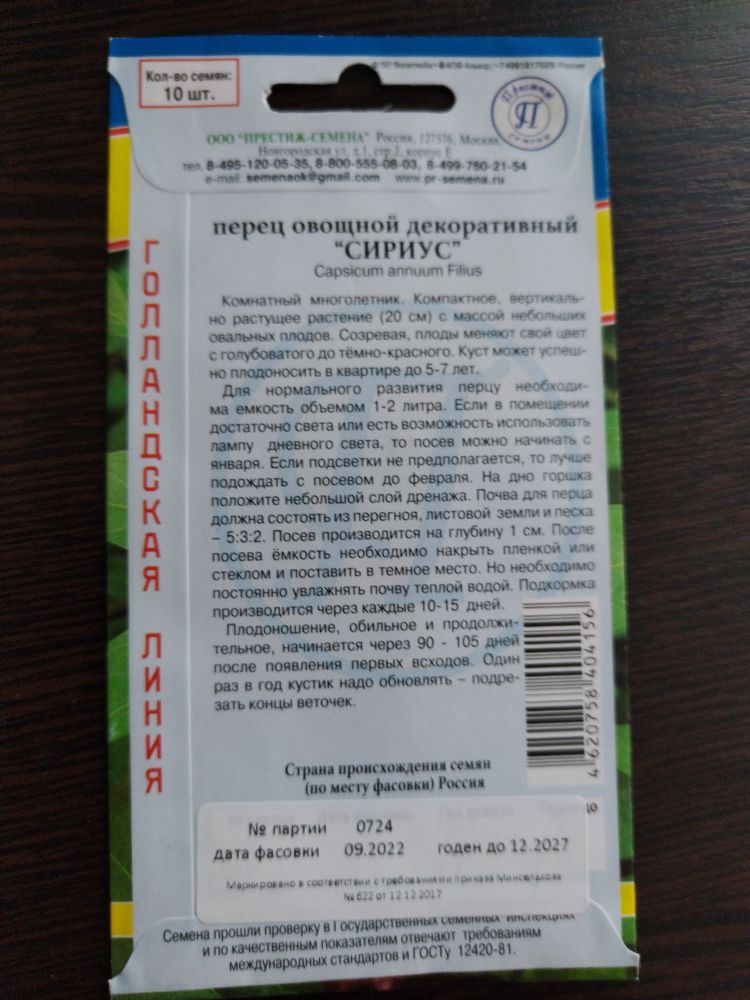 Кол-во семян:
10 шт.
Престиж
П
семена
ООО "ПРЕСТИЖ-СЕМЕНА" Россия, 127576, Москва,
Новгородская ул, д.1, стр.2, корпус Е
тел. 8-495-120-05-35, 8-800-555-08-03, 8-499-780-21-54
e-mail: semenaok@gmail.com www.pr-semena.ru
перец овощной декоративный
"СИРИУС"
Capsicum annuum Filius
Комнатный многолетник. Компактное, вертикаль-
но растущее растение (20 см) с массой небольших
овальных плодов. Созревая, плоды меняют свой цвет
с голубоватого до тёмно-красного. Куст может успеш-
но плодоносить в квартире до 5-7 лет.
Для нормального развития перцу необходи-
ма емкость объемом 1-2 литра. Если в помещении
достаточно света или есть возможность использовать
лампу дневного света, то посев можно начинать с
января. Если подсветки не предполагается, то лучше
подождать с посевом до февраля. На дно горшка
положите небольшой слой дренажа. Почва для перца
должна состоять из перегноя, листовой земли и песка
– 5:3:2. Посев производится на глубину 1 см. После
посева ёмкость необходимо накрыть пленкой или
стеклом и поставить в темное место. Но необходимо
постоянно увлажнять почву теплой водой. Подкормка
производится через каждые 10-15 дней.
Плодоношение, обильное и продолжи-
тельное, начинается через 90 - 105 дней
после появления первых всходов. Один
раз в год кустик надо обновлять – подре-
зать концы веточек.
ГОЛЛАНДСКАЯ ЛИНИЯ
4 620758 404156
Страна происхождения семян
(по месту фасовки) Россия
до
№ партии 0724
дата фасовки 09.2022 годен до 12.2027
Маркировано в соответствии с требованиями приказа Минсельхоза
№ 622 от 12.12.2017
Семена прошли проверку в Государственных семенных инспекциях
и по качественным показателям отвечают требованиям
международных стандартов и ГОСТу 12420-81.